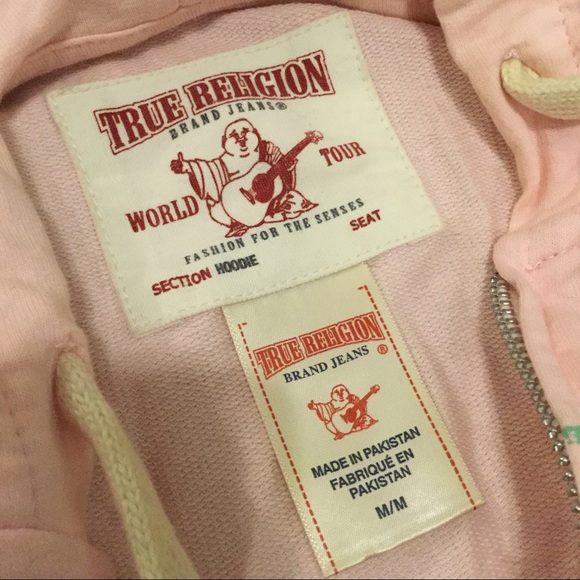 TRUE RELIGION
BRAND JEANS®
WORLD TOUR
FASHION FOR THE SENSES
SECTION HOODIE SEAT
TRUE RELIGION
BRAND JEANS ®
MADE IN PAKISTAN
FABRIQUÉ EN
PAKISTAN
M/M